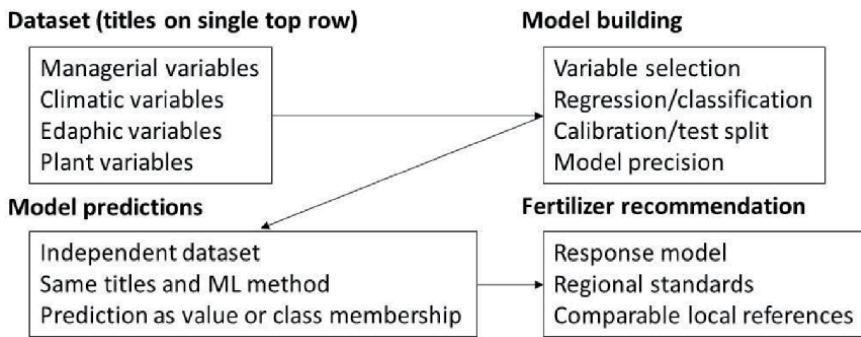 Dataset (titles on single top row)
Managerial variables
Climatic variables
Edaphic variables
Plant variables
Model building
Variable selection
Regression/classification
Calibration/test split
Model precision
Model predictions
Independent dataset
Same titles and ML method
Prediction as value or class membership
Fertilizer recommendation
Response model
Regional standards
Comparable local references